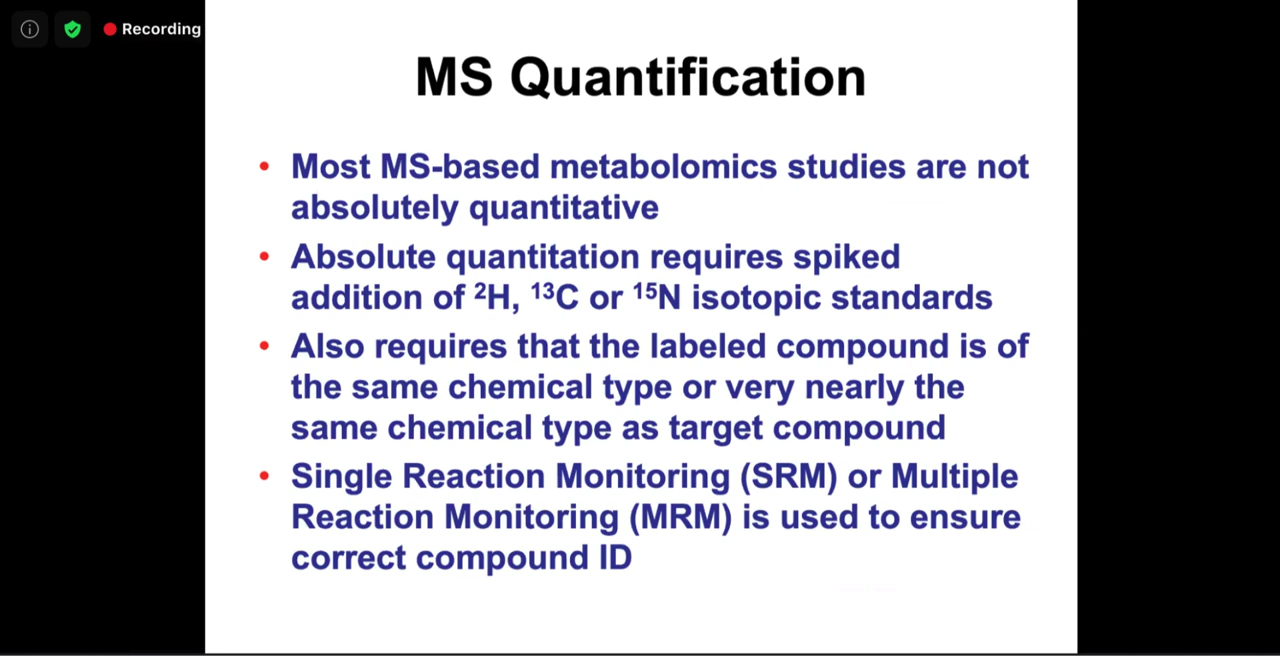 Recording
MS Quantification
• Most MS-based metabolomics studies are not
absolutely quantitative
• Absolute quantitation requires spiked
addition of ²H, ¹³C or ¹⁵N isotopic standards
• Also requires that the labeled compound is of
the same chemical type or very nearly the
same chemical type as target compound
• Single Reaction Monitoring (SRM) or Multiple
Reaction Monitoring (MRM) is used to ensure
correct compound ID